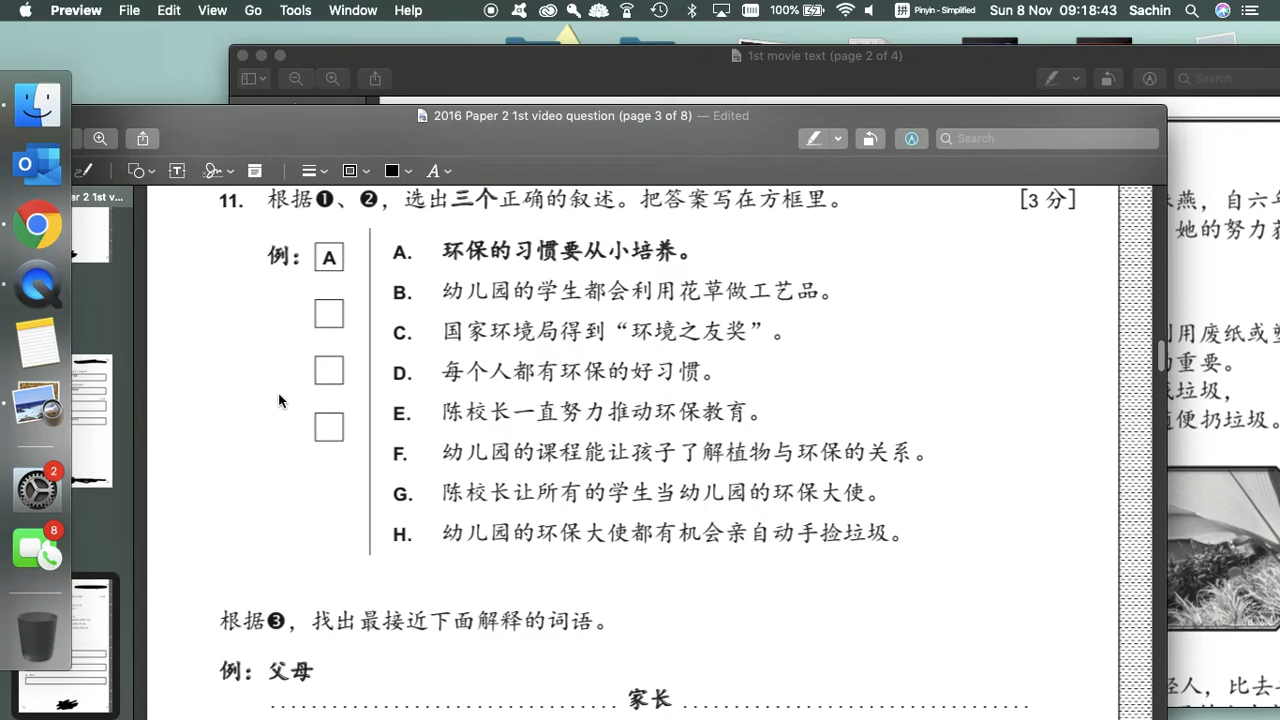 Preview File Edit View Go Tools Window Help 100% Pinyin - Simplified Sun 8 Nov 09:18:43 Sachin
1st movie text (page 2 of 4)
Search
2016 Paper 2 1st video question (page 3 of 8) — Edited
Search
er 2 1st v...
11. 根据❶、❷，选出三个正确的叙述。把答案写在方框里。 [3 分]
例： A
A. 环保的习惯要从小培养。
B. 幼儿园的学生都会利用花草做工艺品。
C. 国家环境局得到“环境之友奖”。
D. 每个人都有环保的好习惯。
E. 陈校长一直努力推动环保教育。
F. 幼儿园的课程能让孩子了解植物与环保的关系。
G. 陈校长让所有的学生当幼儿园的环保大使。
H. 幼儿园的环保大使都有机会亲自动手捡垃圾。
根据❸，找出最接近下面解释的词语。
例：父母
家长
燕，自六年
她的努力获
用废纸或塑
重要。
垃圾，
便扔垃圾。
轻人，比去年
2
8